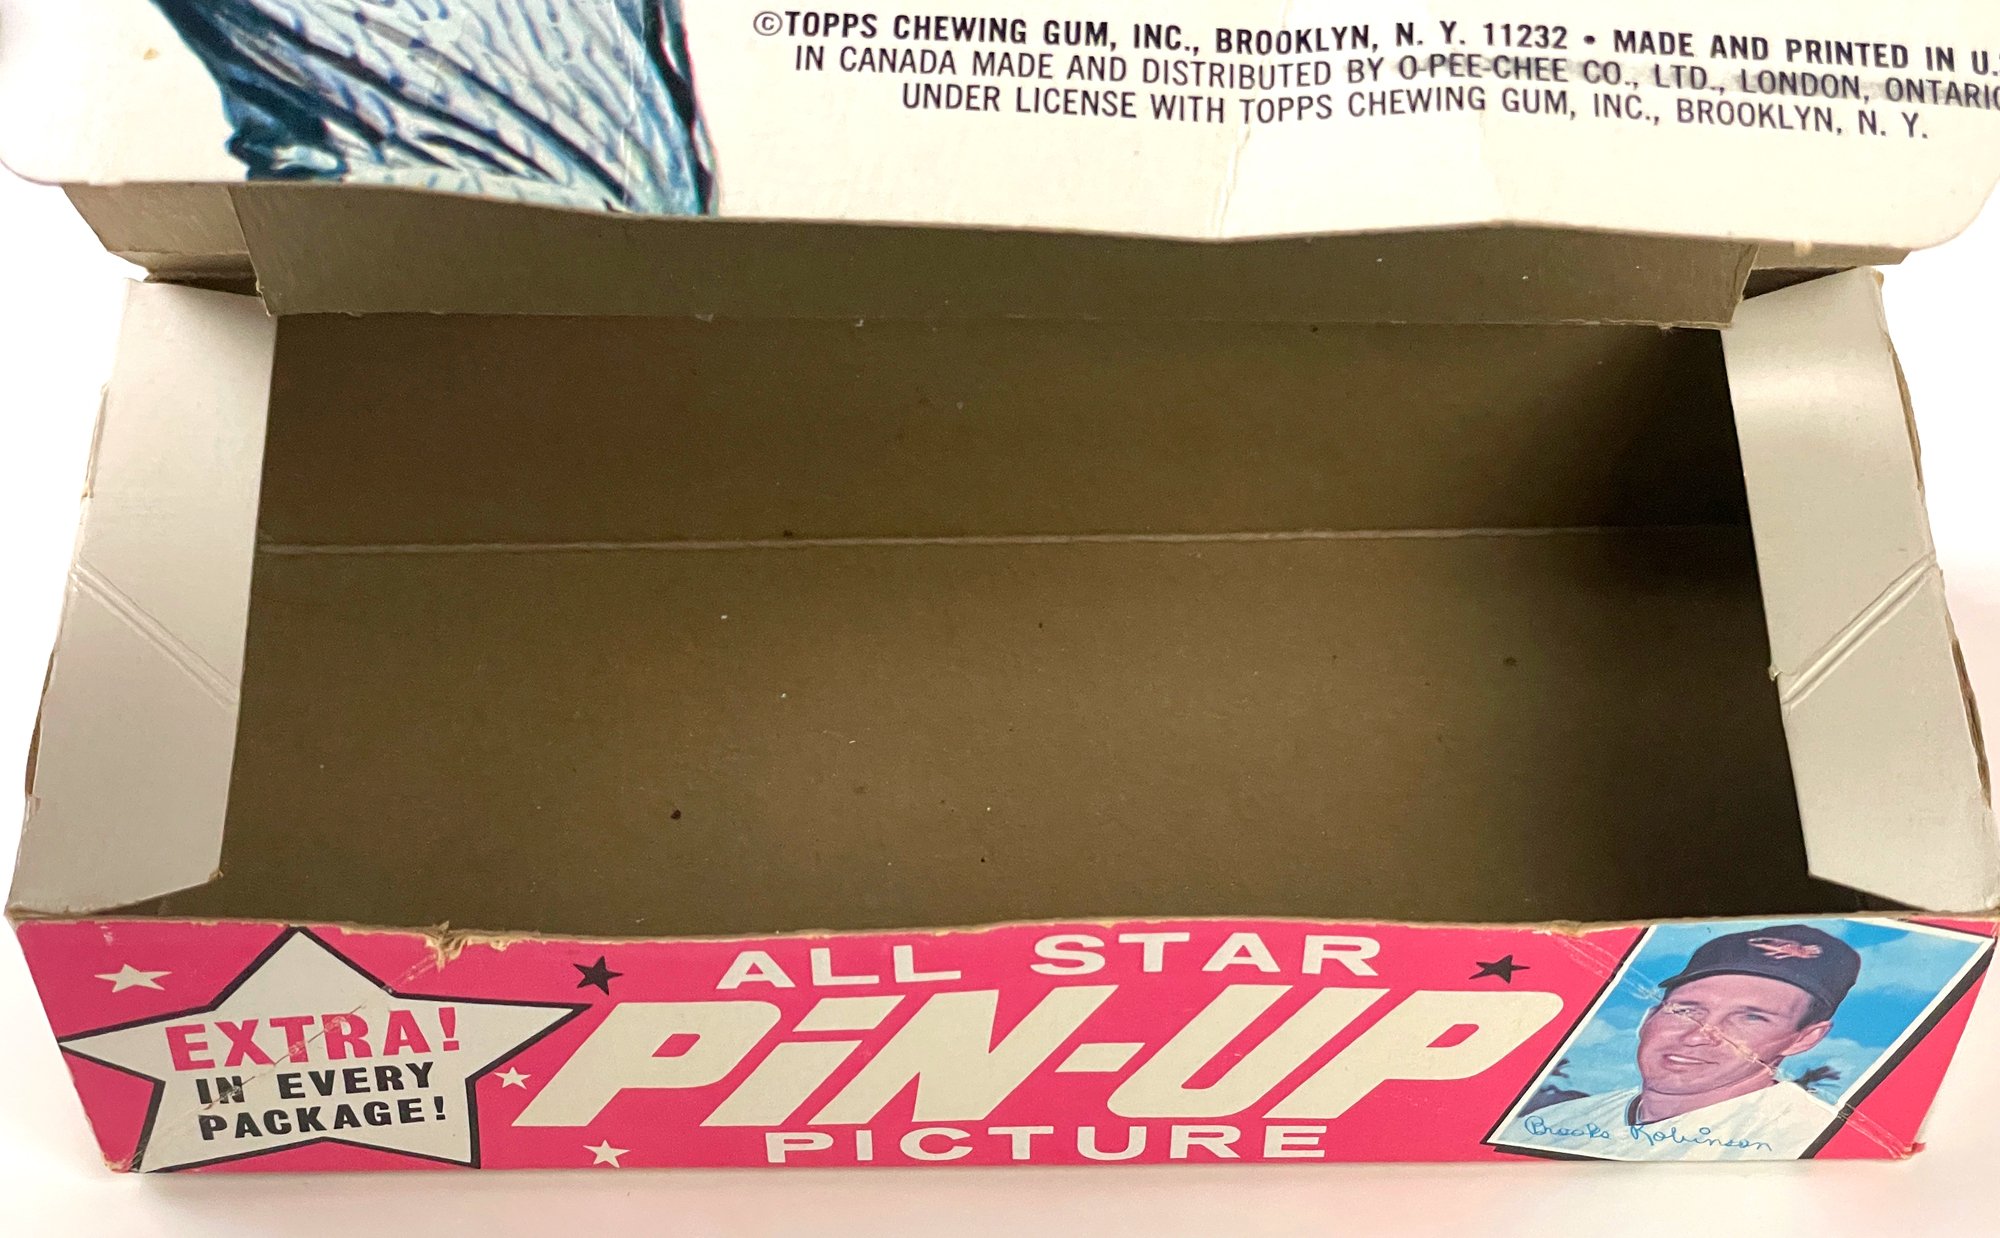 ©TOPPS CHEWING GUM, INC., BROOKLYN, N. Y. 11232 • MADE AND PRINTED IN U.S
IN CANADA MADE AND DISTRIBUTED BY O-PEE-CHEE CO., LTD., LONDON, ONTARIO
UNDER LICENSE WITH TOPPS CHEWING GUM, INC., BROOKLYN, N. Y.
EXTRA!
IN EVERY
PACKAGE!
ALL STAR
PiN-UP
PICTURE
Brooks Robinson